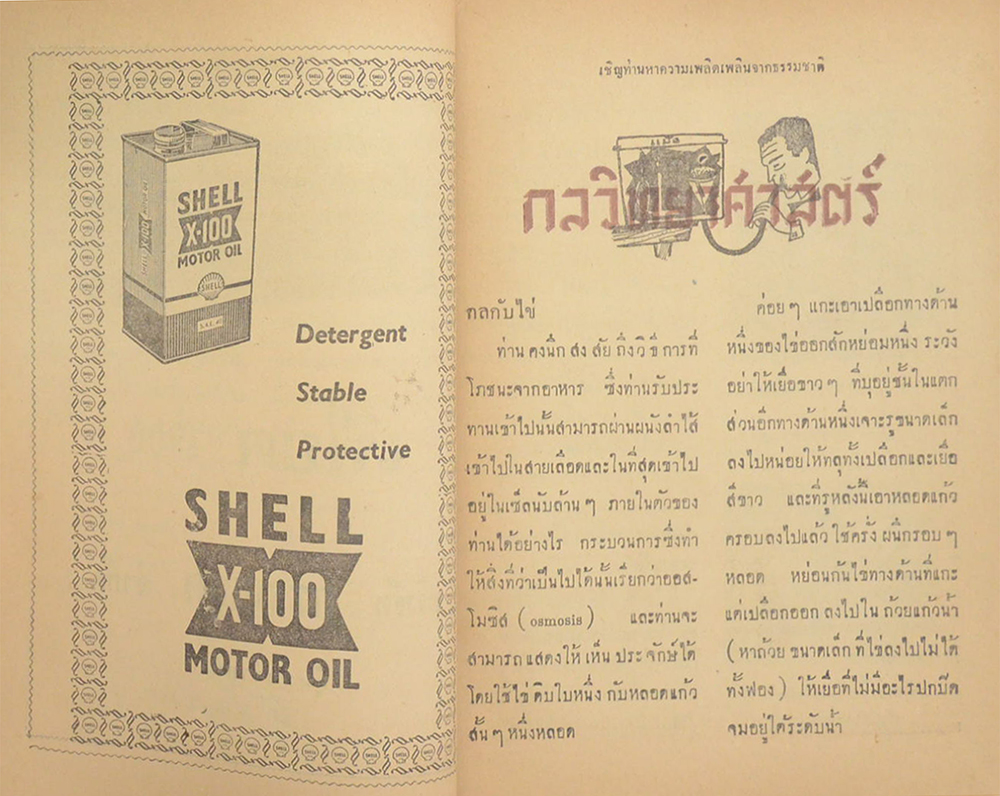 SHELL
X-100
MOTOR OIL
SHELL
S.A.E. 40
Detergent
Stable
Protective
SHELL
X-100
MOTOR OIL
เชิญท่านหาความเพลิดเพลินจากธรรมชาติ
กลวิทยาศาสตร์
กลกับไข่
ท่านคงนึกสงสัยถึงวิธีการที่
โภชนะจากอาหาร ซึ่งท่านรับประ
ทานเข้าไปนั้นสามารถผ่านผนังลำไส้
เข้าไปในสายเลือดและในที่สุดเข้าไป
อยู่ในเซ็ลนับล้าน ๆ ภายในตัวของ
ท่านได้อย่างไร กระบวนการซึ่งทำ
ให้สิ่งที่ว่าเป็นไปได้นั้นเรียกว่าออส-
โมซิส ( osmosis ) และท่านจะ
สามารถแสดงให้เห็นประจักษ์ได้
โดยใช้ไข่ดิบใบหนึ่งกับหลอดแก้ว
สั้น ๆ หนึ่งหลอด
ค่อย ๆ แกะเอาเปลือกทางด้าน
หนึ่งของไข่ออกสักหย่อมหนึ่ง ระวัง
อย่าให้เยื่อขาว ๆ ที่บุอยู่ชั้นในแตก
ส่วนอีกทางด้านหนึ่งเจาะรูขนาดเล็ก
ลงไปหน่อยให้ทลุทั้งเปลือกและเยื่อ
สีขาว และที่รูหลังนี้เอาหลอดแก้ว
ครอบลงไปแล้วใช้ครั่งผนึกรอบ ๆ
หลอด หย่อนก้นไข่ทางด้านที่แกะ
แต่เปลือกออกลงไปในถ้วยแก้วน้ำ
( หาถ้วยขนาดเล็กที่ไข่ลงไปไม่ได้
ทั้งฟอง ) ให้เยื่อที่ไม่มีอะไรปกปิด
จมอยู่ใต้ระดับน้ำ